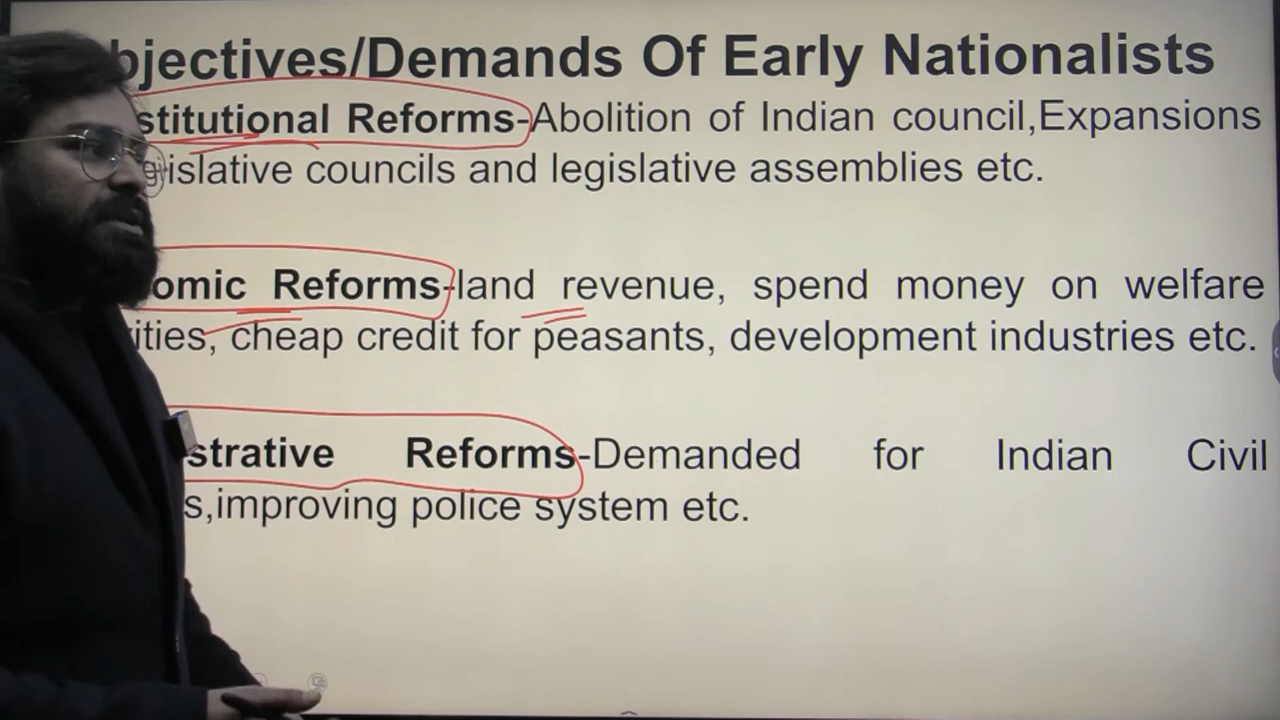 bjectives/Demands Of Early Nationalists
stitutional Reforms-Abolition of Indian council,Expansions
gislative councils and legislative assemblies etc.
omic Reforms-land revenue, spend money on welfare
ities, cheap credit for peasants, development industries etc.
strative Reforms-Demanded for Indian Civil
s,improving police system etc.